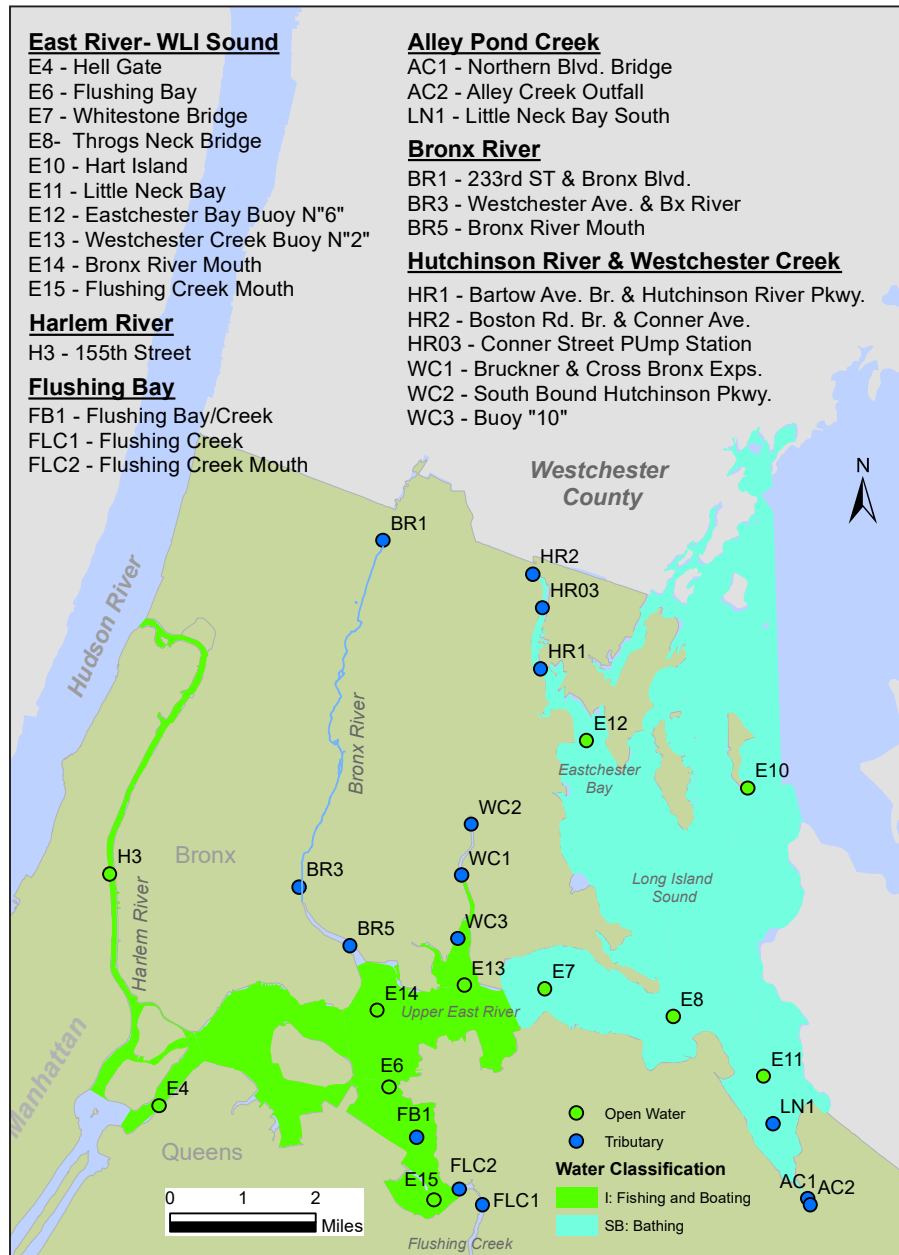 East River- WLI Sound
E4 - Hell Gate
E6 - Flushing Bay
E7 - Whitestone Bridge
E8-  Throgs Neck Bridge
E10 - Hart Island
E11 - Little Neck Bay
E12 - Eastchester Bay Buoy N"6"
E13 - Westchester Creek Buoy N"2"
E14 - Bronx River Mouth
E15 - Flushing Creek Mouth
Harlem River
H3 - 155th Street
Flushing Bay
FB1 - Flushing Bay/Creek
FLC1 - Flushing Creek
FLC2 - Flushing Creek Mouth
Alley Pond Creek
AC1 - Northern Blvd. Bridge
AC2 - Alley Creek Outfall
LN1 - Little Neck Bay South
Bronx River
BR1 - 233rd ST & Bronx Blvd.
BR3 - Westchester Ave. & Bx River
BR5 - Bronx River Mouth
Hutchinson River & Westchester Creek
HR1 - Bartow Ave. Br. & Hutchinson River Pkwy.
HR2 - Boston Rd. Br. & Conner Ave.
HR03 - Conner Street PUmp Station
WC1 - Bruckner & Cross Bronx Exps.
WC2 - South Bound Hutchinson Pkwy.
WC3 - Buoy "10"
Westchester
County
N
BR1
HR2
HR03
Hudson River
HR1
Bronx River
E12
Eastchester
Bay
E10
WC2
H3
Bronx
WC1
BR3
Long Island
Sound
Harlem River
WC3
BR5
E13
E7
E14
Upper East River
E8
Manhattan
E4
E6
E11
FB1
LN1
Queens
FLC2
E15
FLC1
AC1
AC2
Flushing Creek
0
1
2
Miles
Open Water
Tributary
Water Classification
I: Fishing and Boating
SB: Bathing